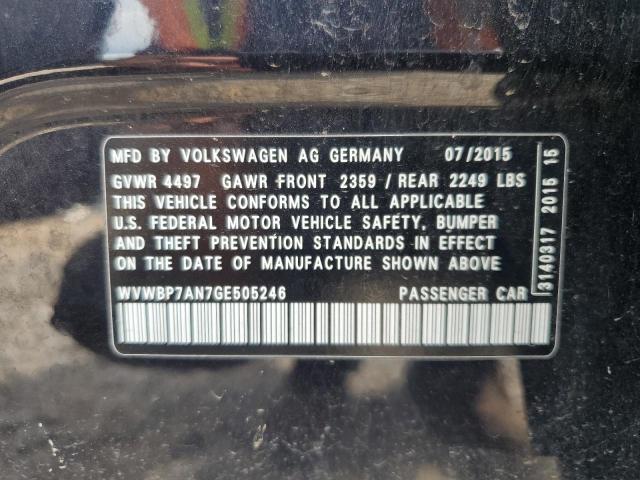 MFD BY VOLKSWAGEN AG GERMANY 07/2015
GVWR 4497 GAWR FRONT 2359 / REAR 2249 LBS
THIS VEHICLE CONFORMS TO ALL APPLICABLE
U.S. FEDERAL MOTOR VEHICLE SAFETY, BUMPER
AND THEFT PREVENTION STANDARDS IN EFFECT
ON THE DATE OF MANUFACTURE SHOWN ABOVE
WVWBP7AN7GE505246 PASSENGER CAR
3140317 2015 15